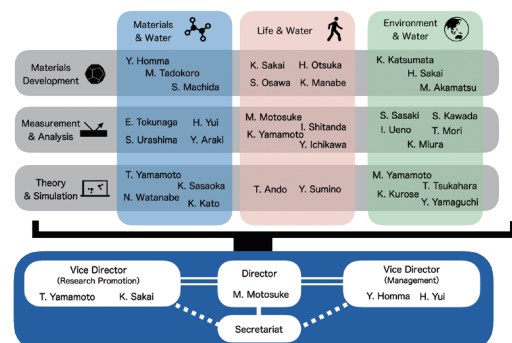 Materials
& Water
Life & Water
Environment
& Water
Materials
Development
Y. Homma
M. Tadokoro
S. Machida
K. Sakai
H. Otsuka
S. Osawa
K. Manabe
K. Katsumata
H. Sakai
M. Akamatsu
Measurement
& Analysis
E. Tokunaga
H. Yui
S. Urashima
Y. Araki
M. Motosuke
I. Shitanda
K. Yamamoto
Y. Ichikawa
S. Sasaki
S. Kawada
I. Ueno
T. Mori
K. Miura
Theory
& Simulation
T. Yamamoto
K. Sasaoka
N. Watanabe
K. Kato
T. Ando
Y. Sumino
M. Yamamoto
T. Tsukahara
K. Kurose
Y. Yamaguchi
Vice Director
(Research Promotion)
T. Yamamoto
K. Sakai
Director
M. Motosuke
Vice Director
(Management)
Y. Homma
H. Yui
Secretariat